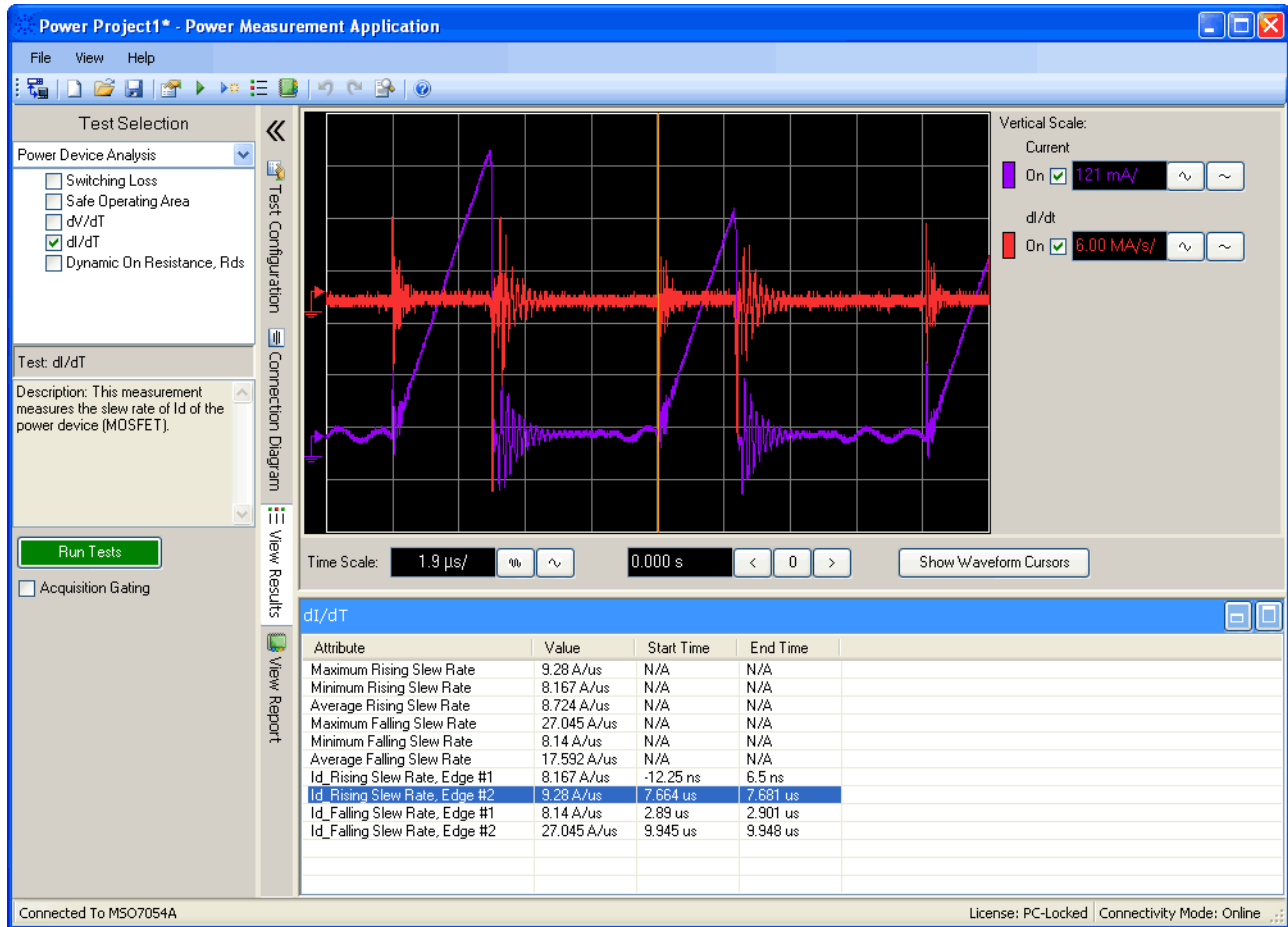 Power Project1* - Power Measurement Application
File View Help
Test Selection
Power Device Analysis
Switching Loss
Safe Operating Area
dV/dT
dI/dT
Dynamic On Resistance, Rds
Test: dI/dT
Description: This measurement
measures the slew rate of Id of the
power device (MOSFET).
Run Tests
Acquisition Gating
Test Configuration
Connection Diagram
View Results
View Report
Vertical Scale:
Current
On 121 mA/
dI/dt
On 6.00 MA/s/
Time Scale: 1.9 µs/ 0.000 s < 0 > Show Waveform Cursors
dI/dT
Attribute Value Start Time End Time
Maximum Rising Slew Rate 9.28 A/us N/A N/A
Minimum Rising Slew Rate 8.167 A/us N/A N/A
Average Rising Slew Rate 8.724 A/us N/A N/A
Maximum Falling Slew Rate 27.045 A/us N/A N/A
Minimum Falling Slew Rate 8.14 A/us N/A N/A
Average Falling Slew Rate 17.592 A/us N/A N/A
Id_Rising Slew Rate, Edge #1 8.167 A/us -12.25 ns 6.5 ns
Id_Rising Slew Rate, Edge #2 9.28 A/us 7.664 us 7.681 us
Id_Falling Slew Rate, Edge #1 8.14 A/us 2.89 us 2.901 us
Id_Falling Slew Rate, Edge #2 27.045 A/us 9.945 us 9.948 us
Connected To MSO7054A
License: PC-Locked Connectivity Mode: Online